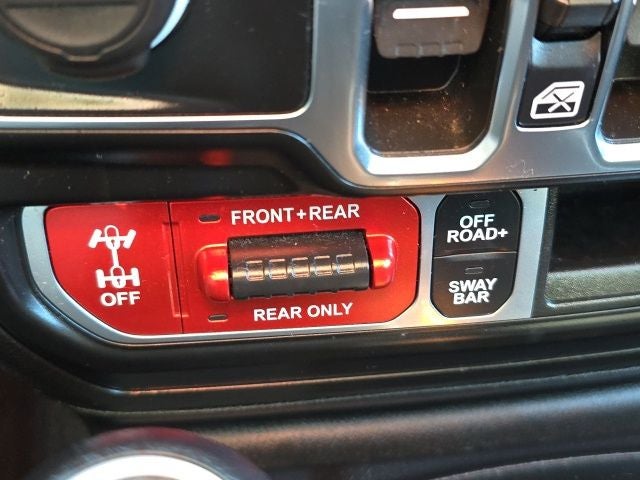 FRONT+REAR
OFF
REAR ONLY
OFF
ROAD+
SWAY
BAR